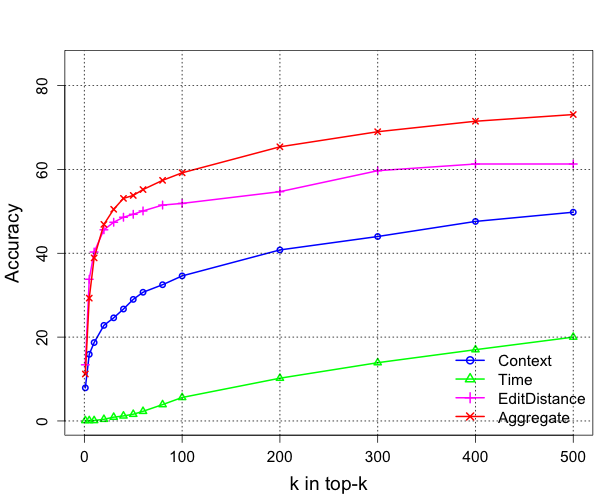 Accuracy
80
60
40
20
0
0 100 200 300 400 500
k in top-k
Context
Time
EditDistance
Aggregate